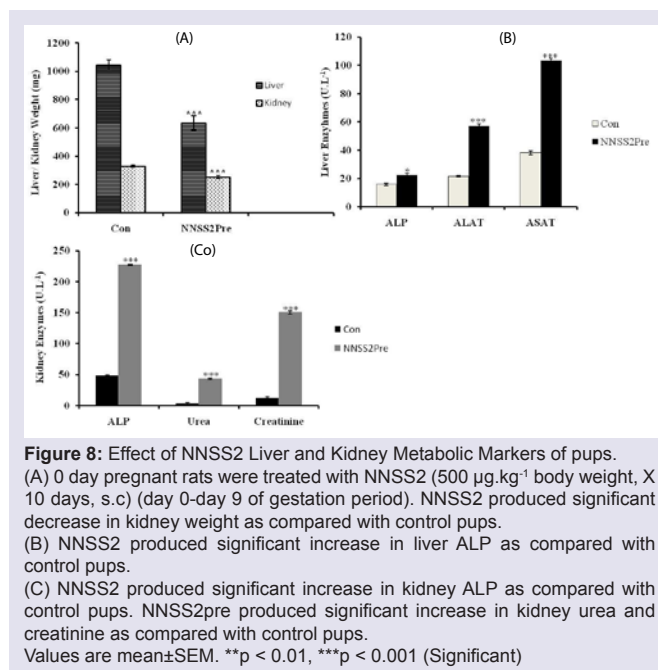 (A)
1200
1000
800
600
400
200
0
Liver/ Kidney Weight (mg)
***
***
Liver
Kidney
Con
NNSS2Pre
(B)
120
100
80
60
40
20
0
Liver Enzyhmes (U.L-1)
*
***
***
Con
NNSS2Pre
ALP
ALAT
ASAT
(Co)
250
200
150
100
50
0
Kidney Enzymes (U.L-1)
***
***
***
Con
NNSS2Pre
ALP
Urea
Creatinine
Figure 8: Effect of NNSS2 Liver and Kidney Metabolic Markers of pups.
(A) 0 day pregnant rats were treated with NNSS2 (500 µg.kg-1 body weight, X
10 days, s.c) (day 0-day 9 of gestation period). NNSS2 produced significant
decrease in kidney weight as compared with control pups.
(B) NNSS2 produced significant increase in liver ALP as compared with
control pups.
(C) NNSS2 produced significant increase in kidney ALP as compared with
control pups. NNSS2pre produced significant increase in kidney urea and
creatinine as compared with control pups.
Values are mean±SEM. **p < 0.01, ***p < 0.001 (Significant)